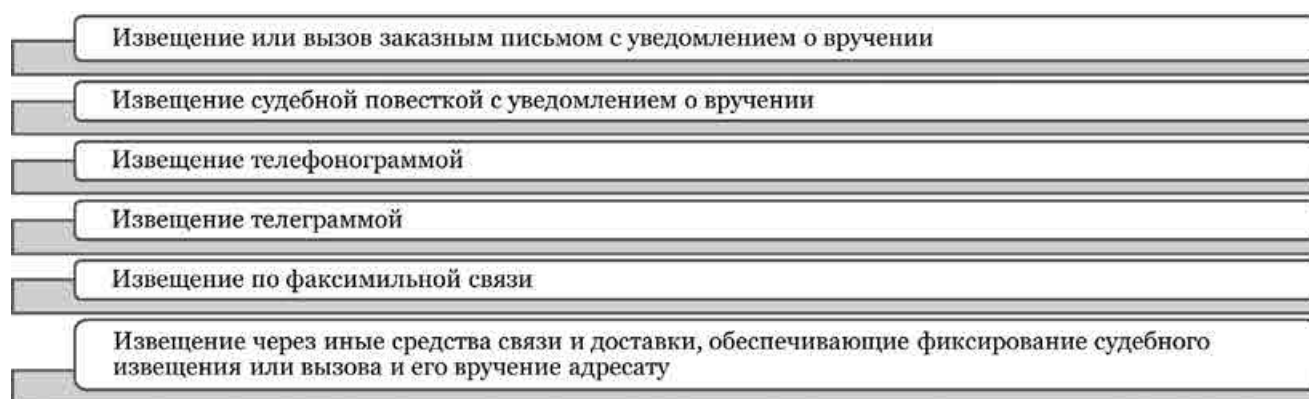 Извещение или вызов заказным письмом с уведомлением о вручении
Извещение судебной повесткой с уведомлением о вручении
Извещение телефонограммой
Извещение телеграммой
Извещение по факсимильной связи
Извещение через иные средства связи и доставки, обеспечивающие фиксирование судебного
извещения или вызова и его вручение адресату